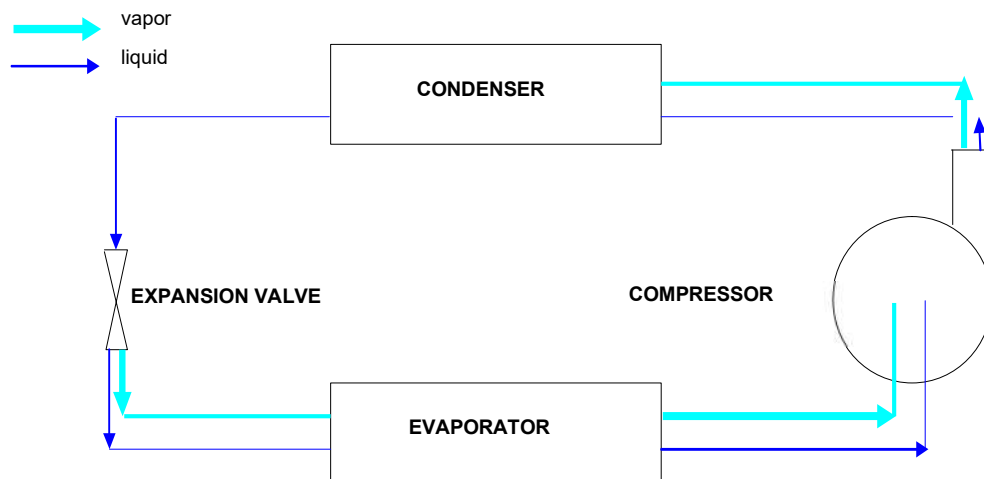 vapor
liquid
CONDENSER
EXPANSION VALVE
COMPRESSOR
EVAPORATOR